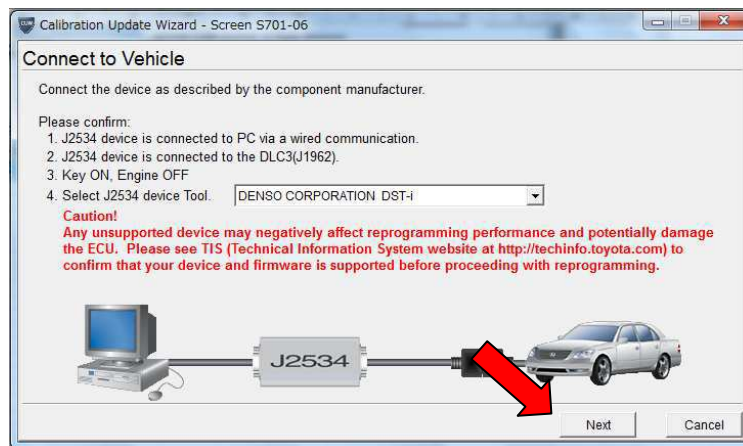 Calibration Update Wizard - Screen S701-06
Connect to Vehicle
Connect the device as described by the component manufacturer.
Please confirm:
1. J2534 device is connected to PC via a wired communication.
2. J2534 device is connected to the DLC3(J1962).
3. Key ON, Engine OFF
4. Select J2534 device Tool. DENSO CORPORATION DST-i
Caution!
Any unsupported device may negatively affect reprogramming performance and potentially damage
the ECU. Please see TIS (Technical Information System website at http://techinfo.toyota.com) to
confirm that your device and firmware is supported before proceeding with reprogramming.
J2534
Next Cancel